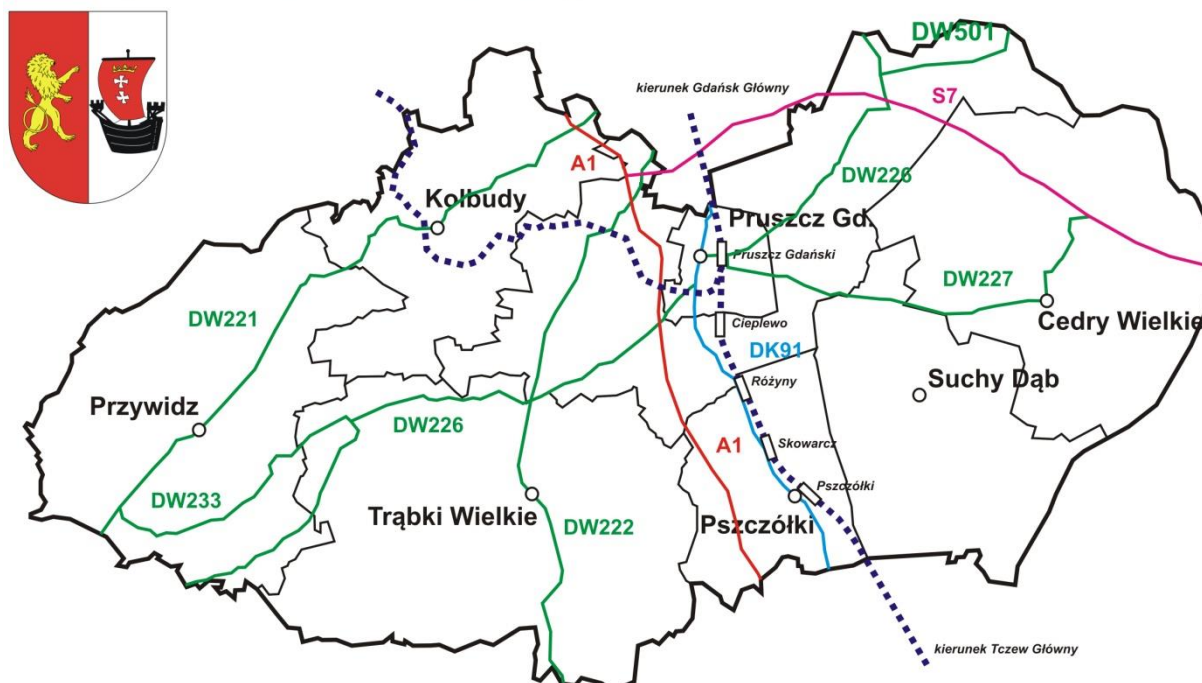 DW501
kierunek Gdańsk Główny
S7
A1
DW226
Kolbudy
Pruszcz Gd.
Pruszcz Gdański
DW227
DW221
Cieplewo
Cedry Wielkie
DK91
Różyny
Suchy Dąb
Przywidz
DW226
A1
Skowarcz
DW233
Pszczółki
Trąbki Wielkie
DW222
Pszczółki
kierunek Tczew Główny